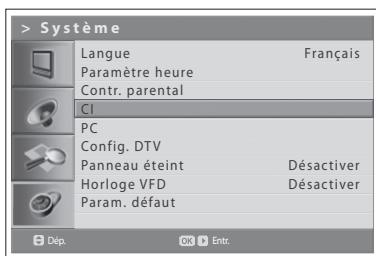 > Système
Langue Français
Paramètre heure
Contr. parental
CI
PC
Config. DTV
Panneau éteint Désactiver
Horloge VFD Désactiver
Param. défaut
Dép. OK Entr.